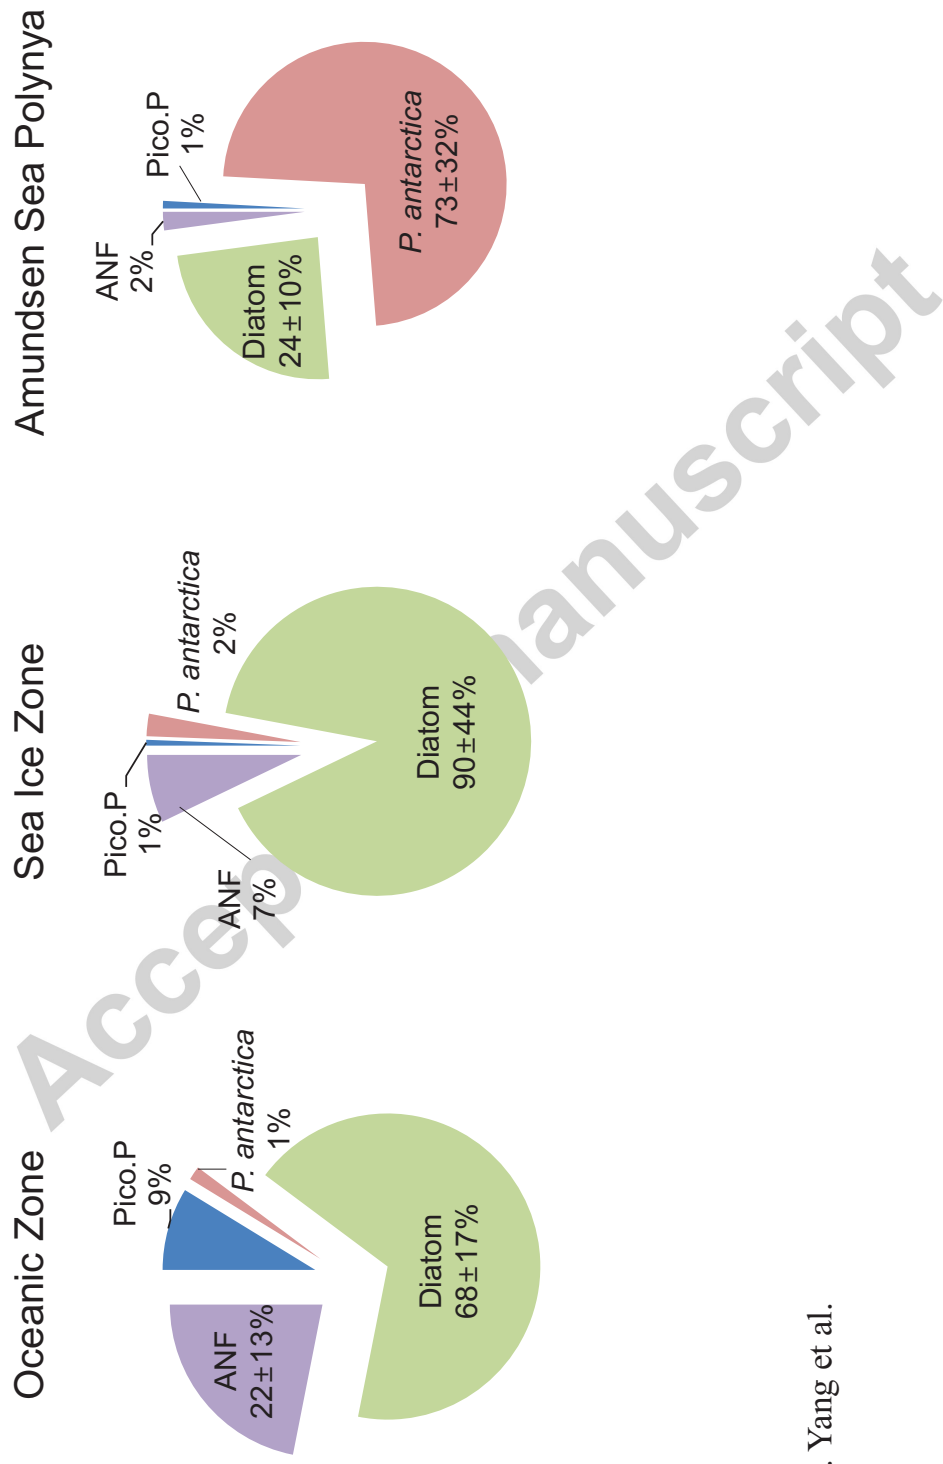 Oceanic Zone
Pico.P
9%
P. antarctica
1%
ANF
22±13%
Diatom
68±17%
Sea Ice Zone
Pico.P
1%
P. antarctica
2%
ANF
7%
Diatom
90±44%
Amundsen Sea Polynya
ANF
2%
Pico.P
1%
Diatom
24±10%
P. antarctica
73±32%
. Yang et al.